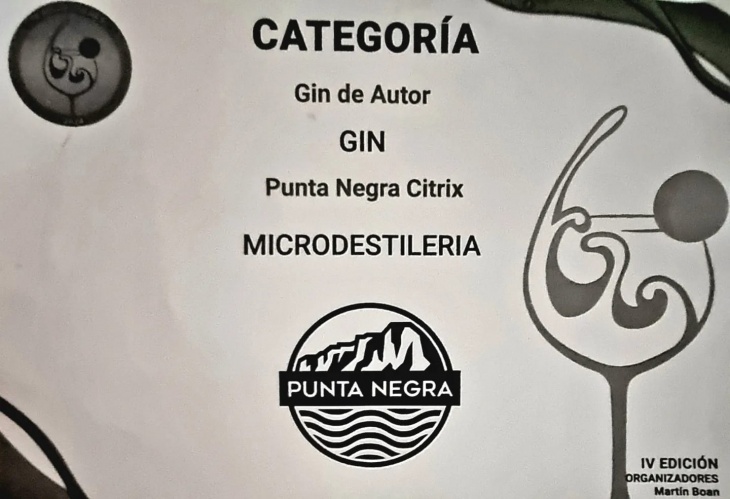 CATEGORÍA
Gin de Autor
GIN
Punta Negra Citrix
MICRODESTILERIA
PUNTA NEGRA
IV EDICIÓN
ORGANIZADORES
Martín Boan